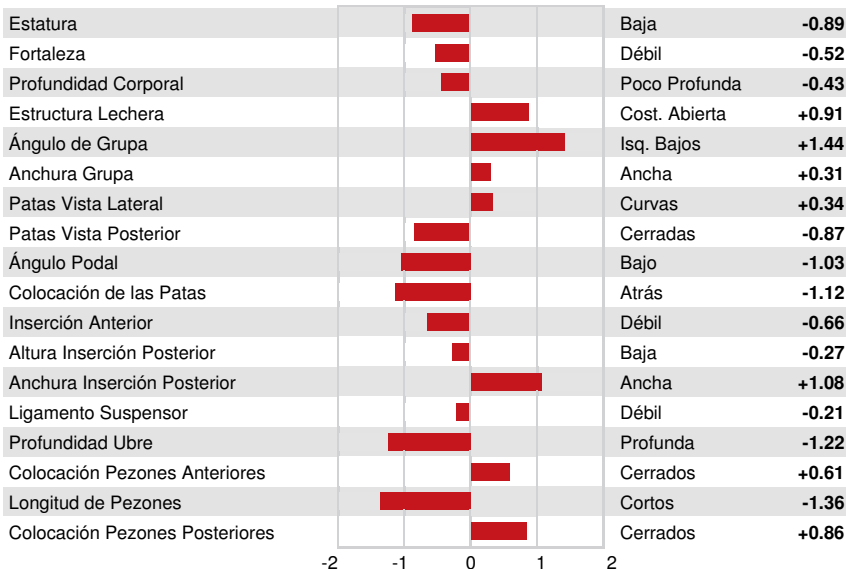 Estatura Baja -0.89
Fortaleza Débil -0.52
Profundidad Corporal Poco Profunda -0.43
Estructura Lechera Cost. Abierta +0.91
Ángulo de Grupa Isq. Bajos +1.44
Anchura Grupa Ancha +0.31
Patas Vista Lateral Curvas +0.34
Patas Vista Posterior Cerradas -0.87
Ángulo Podal Bajo -1.03
Colocación de las Patas Atrás -1.12
Inserción Anterior Débil -0.66
Altura Inserción Posterior Baja -0.27
Anchura Inserción Posterior Ancha +1.08
Ligamento Suspensor Débil -0.21
Profundidad Ubre Profunda -1.22
Colocación Pezones Anteriores Cerrados +0.61
Longitud de Pezones Cortos -1.36
Colocación Pezones Posteriores Cerrados +0.86
-2 -1 0 1 2